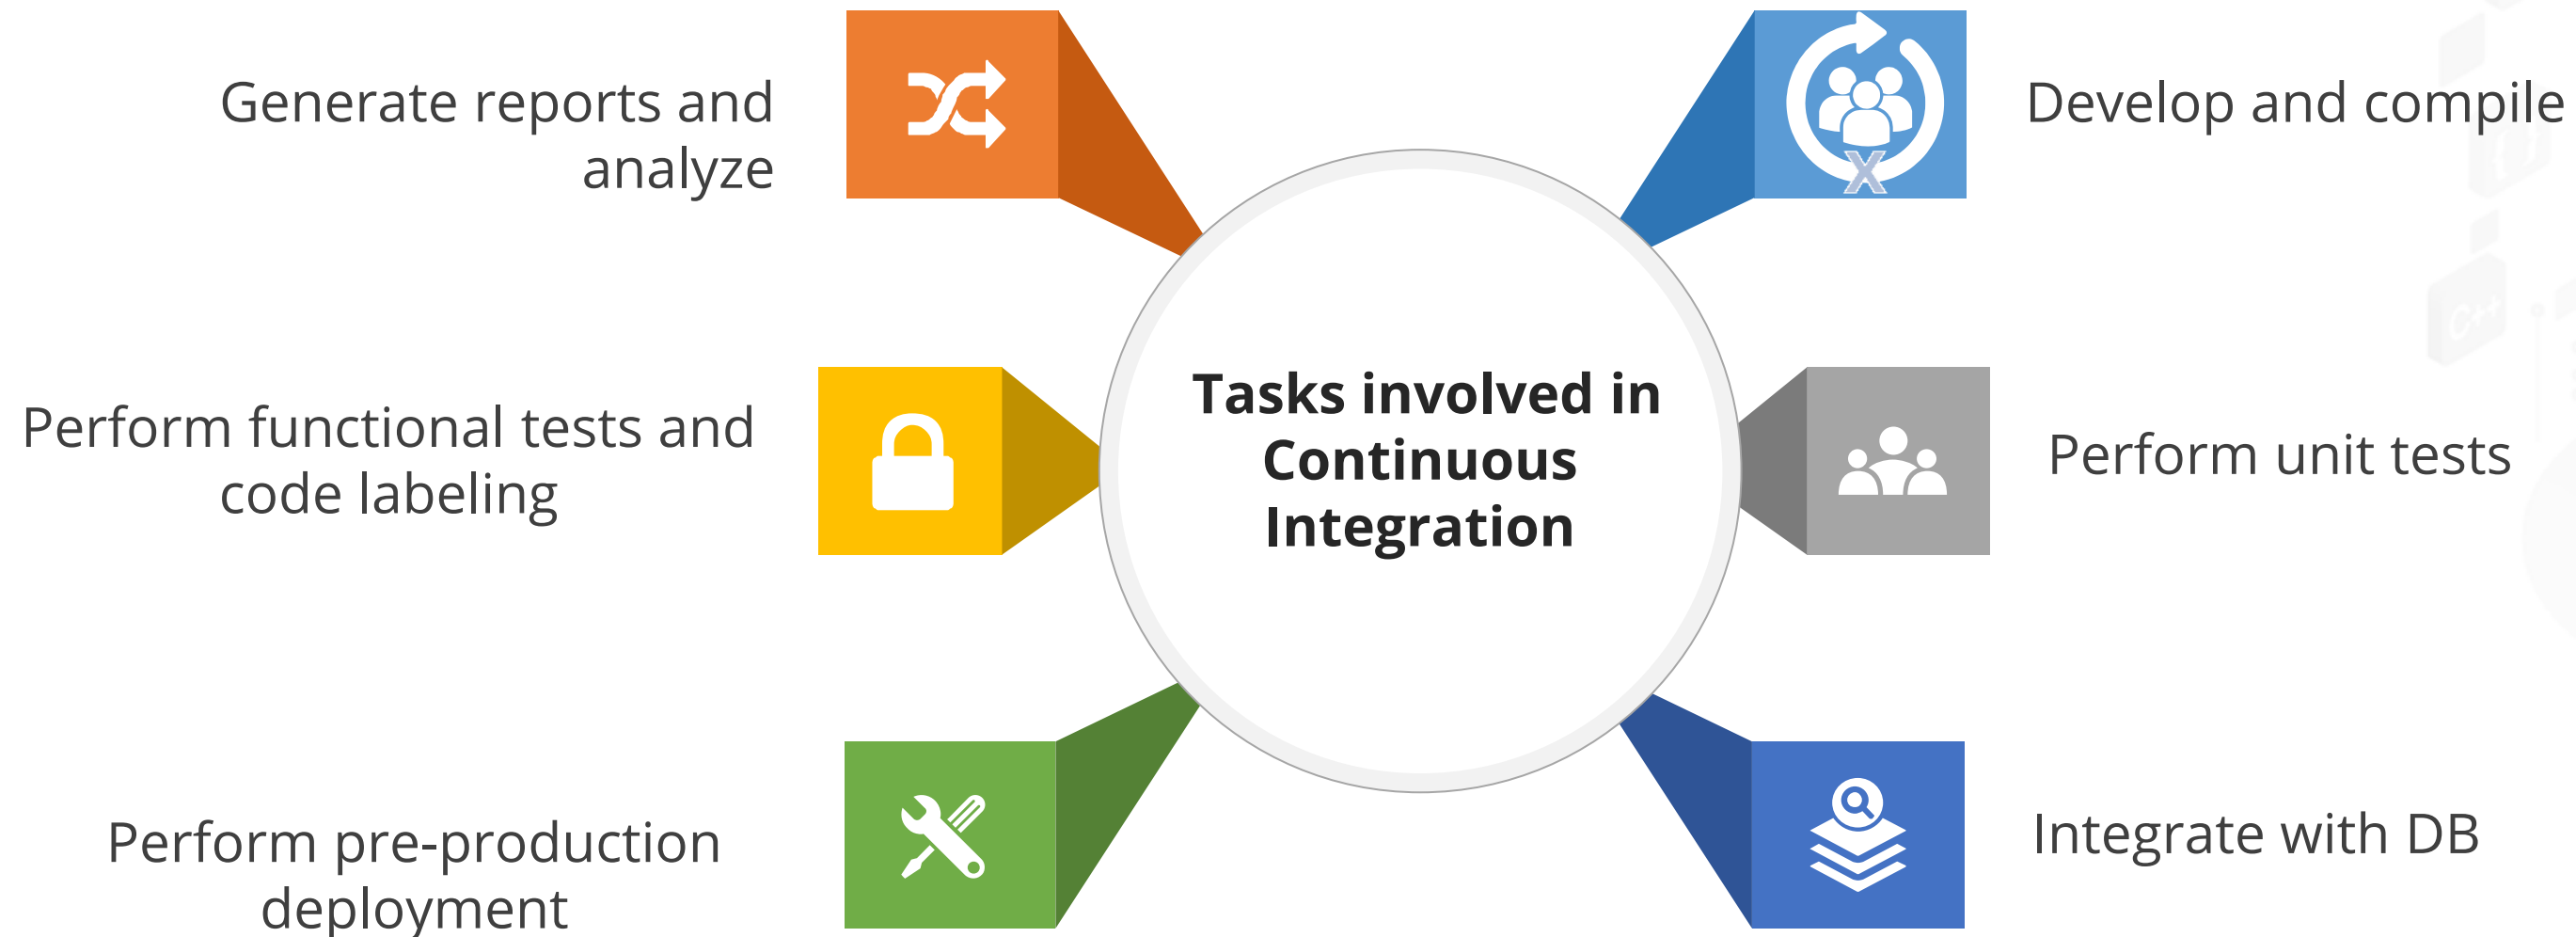 Generate reports and
analyze
Develop and compile
X
{ }
C++
Tasks involved in
Continuous
Integration
Perform functional tests and
code labeling
Perform unit tests
Perform pre-production
deployment
Integrate with DB